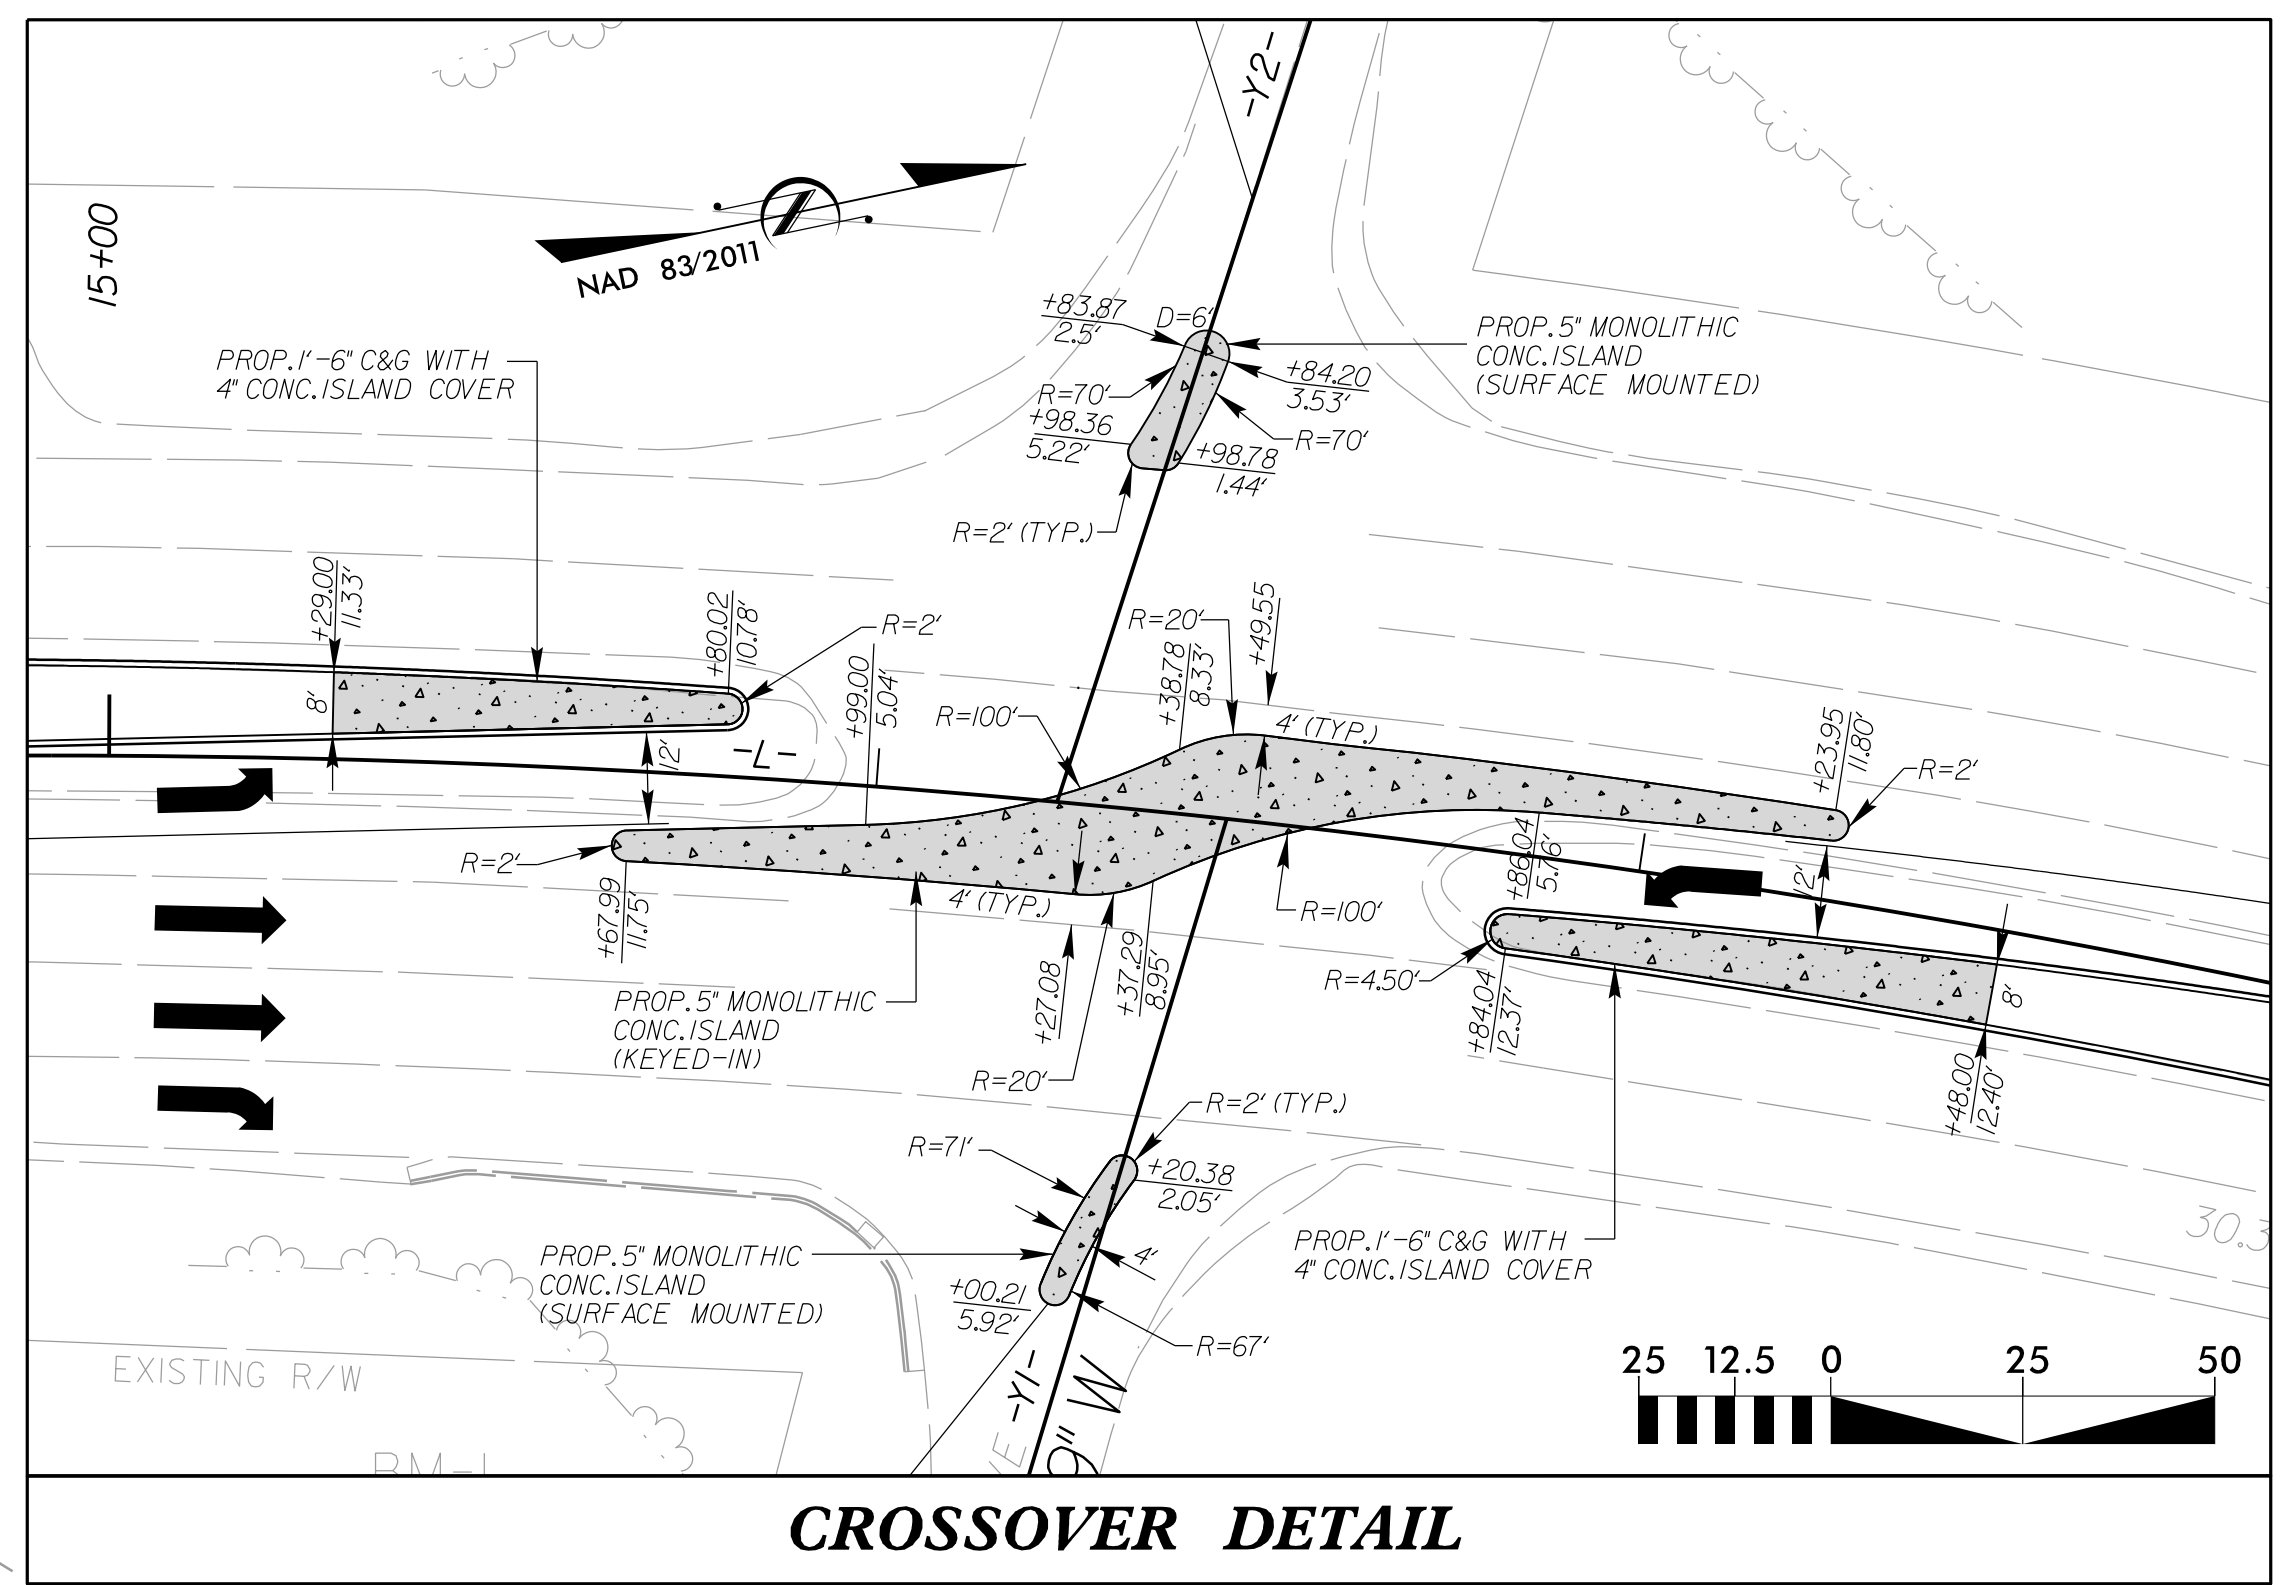 -Y2-
15+00
NAD 83/2011
+83.87
2.5'
D=6'
PROP. 5" MONOLITHIC
CONC. ISLAND
(SURFACE MOUNTED)
PROP. 1'-6" C&G WITH
4" CONC. ISLAND COVER
+84.20
3.53'
R=70'
+98.36
5.22'
R=70'
+98.78
1.44'
R=2' (TYP.)
+29.00
11.33'
+80.02
10.78'
R=2'
R=20'
+49.55
+99.00
5.04'
+38.78
8.33'
8'
R=100'
4' (TYP.)
12'
-L-
+23.95
11.80'
R=2'
R=2'
+86.04
5.76'
12'
+67.99
11.75'
4' (TYP.)
R=100'
+27.08
+37.29
8.95'
R=4.50'
+84.04
12.37'
8'
PROP. 5" MONOLITHIC
CONC. ISLAND
(KEYED-IN)
R=20'
+48.00
12.40'
R=2' (TYP.)
R=71'
+20.38
2.05'
30.3
PROP. 5" MONOLITHIC
CONC. ISLAND
(SURFACE MOUNTED)
4'
PROP. 1'-6" C&G WITH
4" CONC. ISLAND COVER
+00.21
5.92'
R=67'
EXISTING R/W
-Y1-
9" W
25 12.5 0 25 50
BM-1
CROSSOVER DETAIL